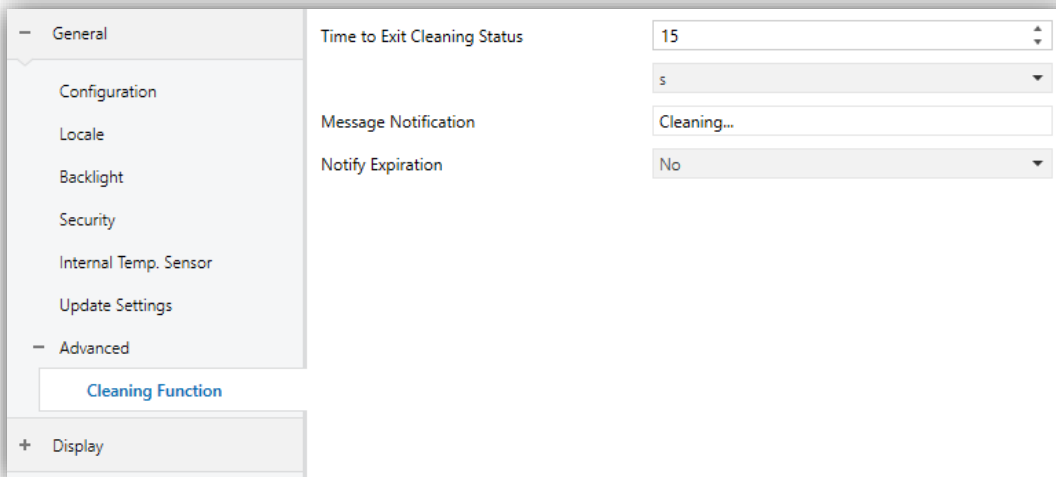 General
Configuration
Locale
Backlight
Security
Internal Temp. Sensor
Update Settings
Advanced
Cleaning Function
Display
Time to Exit Cleaning Status 15
s
Message Notification Cleaning...
Notify Expiration No